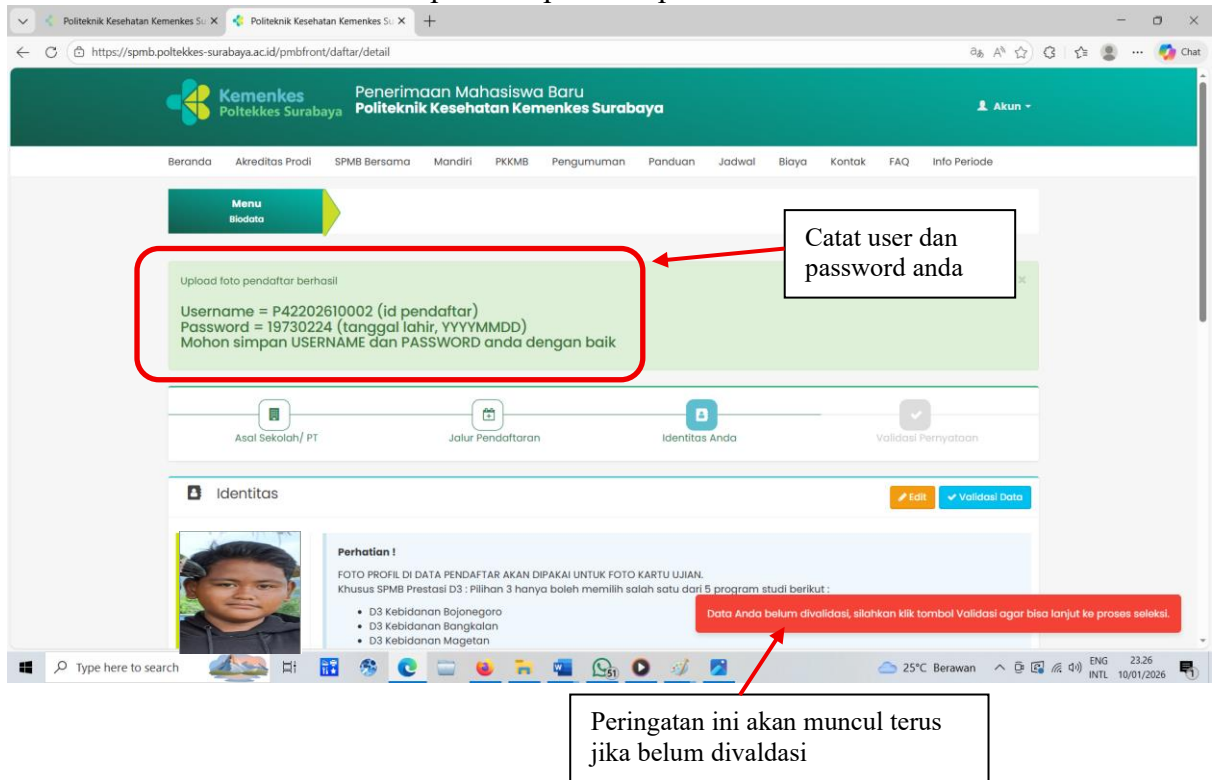 Politeknik Kesehatan Kemenkes Su
Politeknik Kesehatan Kemenkes Su
https://spmb.poltekkes-surabaya.ac.id/pmbfront/daftar/detail
Chat
Kemenkes
Poltekkes Surabaya
Penerimaan Mahasiswa Baru
Politeknik Kesehatan Kemenkes Surabaya
Akun
Beranda Akreditas Prodi SPMB Bersama Mandiri PKKMB Pengumuman Panduan Jadwal Biaya Kontak FAQ Info Periode
Menu
Biodata
Catat user dan
password anda
Upload foto pendaftar berhasil
Username = P42202610002 (id pendaftar)
Password = 19730224 (tanggal lahir, YYYYMMDD)
Mohon simpan USERNAME dan PASSWORD anda dengan baik
Asal Sekolah/ PT Jalur Pendaftaran Identitas Anda Validasi Pernyataan
Identitas
Edit Validasi Data
Perhatian !
FOTO PROFIL DI DATA PENDAFTAR AKAN DIPAKAI UNTUK FOTO KARTU UJIAN.
Khusus SPMB Prestasi D3 : Pilihan 3 hanya boleh memilih salah satu dari 5 program studi berikut :
D3 Kebidanan Bojonegoro
D3 Kebidanan Bangkalan
D3 Kebidanan Magetan
Data Anda belum divalidasi, silahkan klik tombol Validasi agar bisa lanjut ke proses seleksi.
Type here to search
51
25°C Berawan
ENG
INTL
23.26
10/01/2026
1
Peringatan ini akan muncul terus
jika belum divaldasi